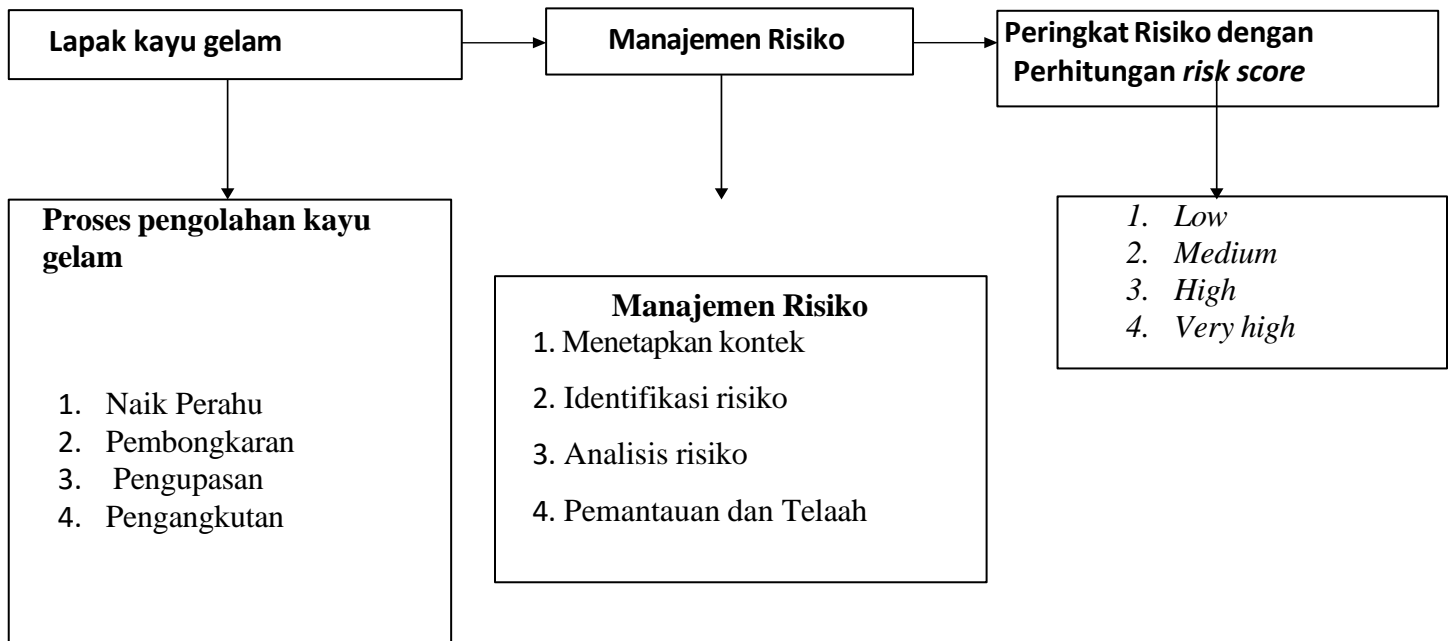 Lapak kayu gelam
Manajemen Risiko
Peringkat Risiko dengan
Perhitungan risk score
Proses pengolahan kayu
gelam
1. Naik Perahu
2. Pembongkaran
3. Pengupasan
4. Pengangkutan
Manajemen Risiko
1. Menetapkan kontek
2. Identifikasi risiko
3. Analisis risiko
4. Pemantauan dan Telaah
1. Low
2. Medium
3. High
4. Very high